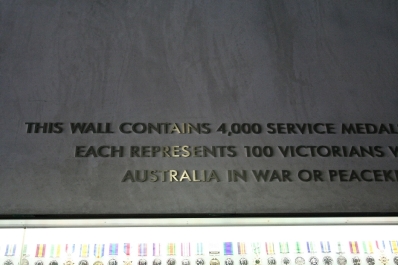 THIS WALL CONTAINS 4,000 SERVICE MEDAL
EACH REPRESENTS 100 VICTORIANS
AUSTRALIA IN WAR OR